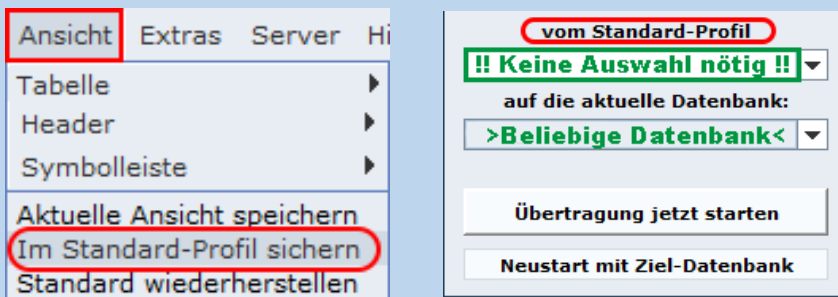 Ansicht Extras Server Hi
Tabelle
Header
Symbolleiste
Aktuelle Ansicht speichern
Im Standard-Profil sichern
Standard wiederherstellen
vom Standard-Profil
!! Keine Auswahl nötig !!
auf die aktuelle Datenbank:
>Beliebige Datenbank<
Übertragung jetzt starten
Neustart mit Ziel-Datenbank